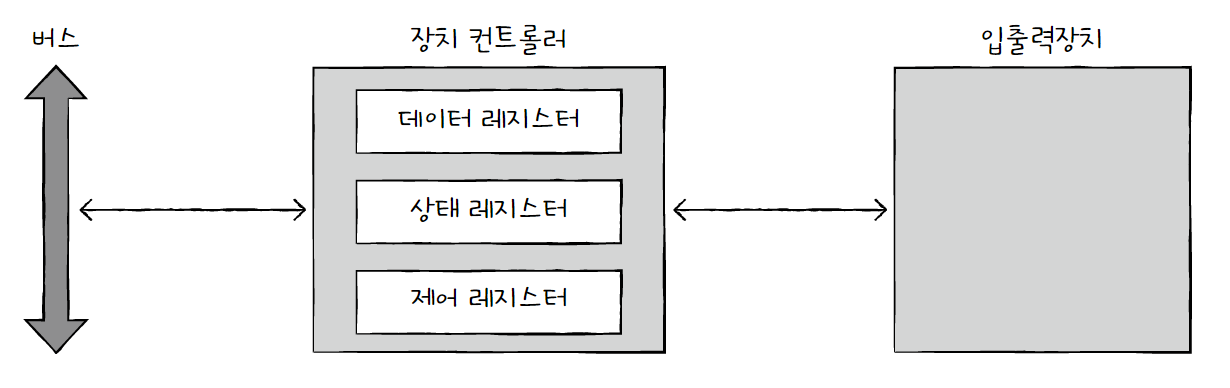 버스
장치 컨트롤러
입출력장치
데이터 레지스터
상태 레지스터
제어 레지스터